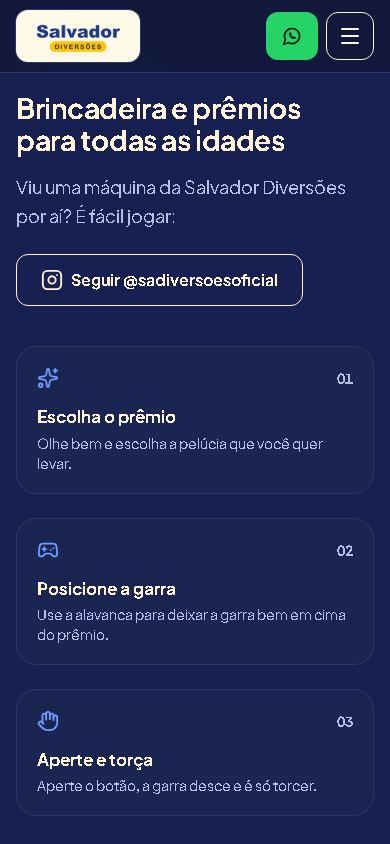 Salvador
DIVERSÕES
Brincadeira e prêmios
para todas as idades
Viu uma máquina da Salvador Diversões
por aí? É fácil jogar:
Seguir @sadiversoesoficial
01
Escolha o prêmio
Olhe bem e escolha a pelúcia que você quer
levar.
02
Posicione a garra
Use a alavanca para deixar a garra bem em cima
do prêmio.
03
Aperte e torça
Aperte o botão, a garra desce e é só torcer.